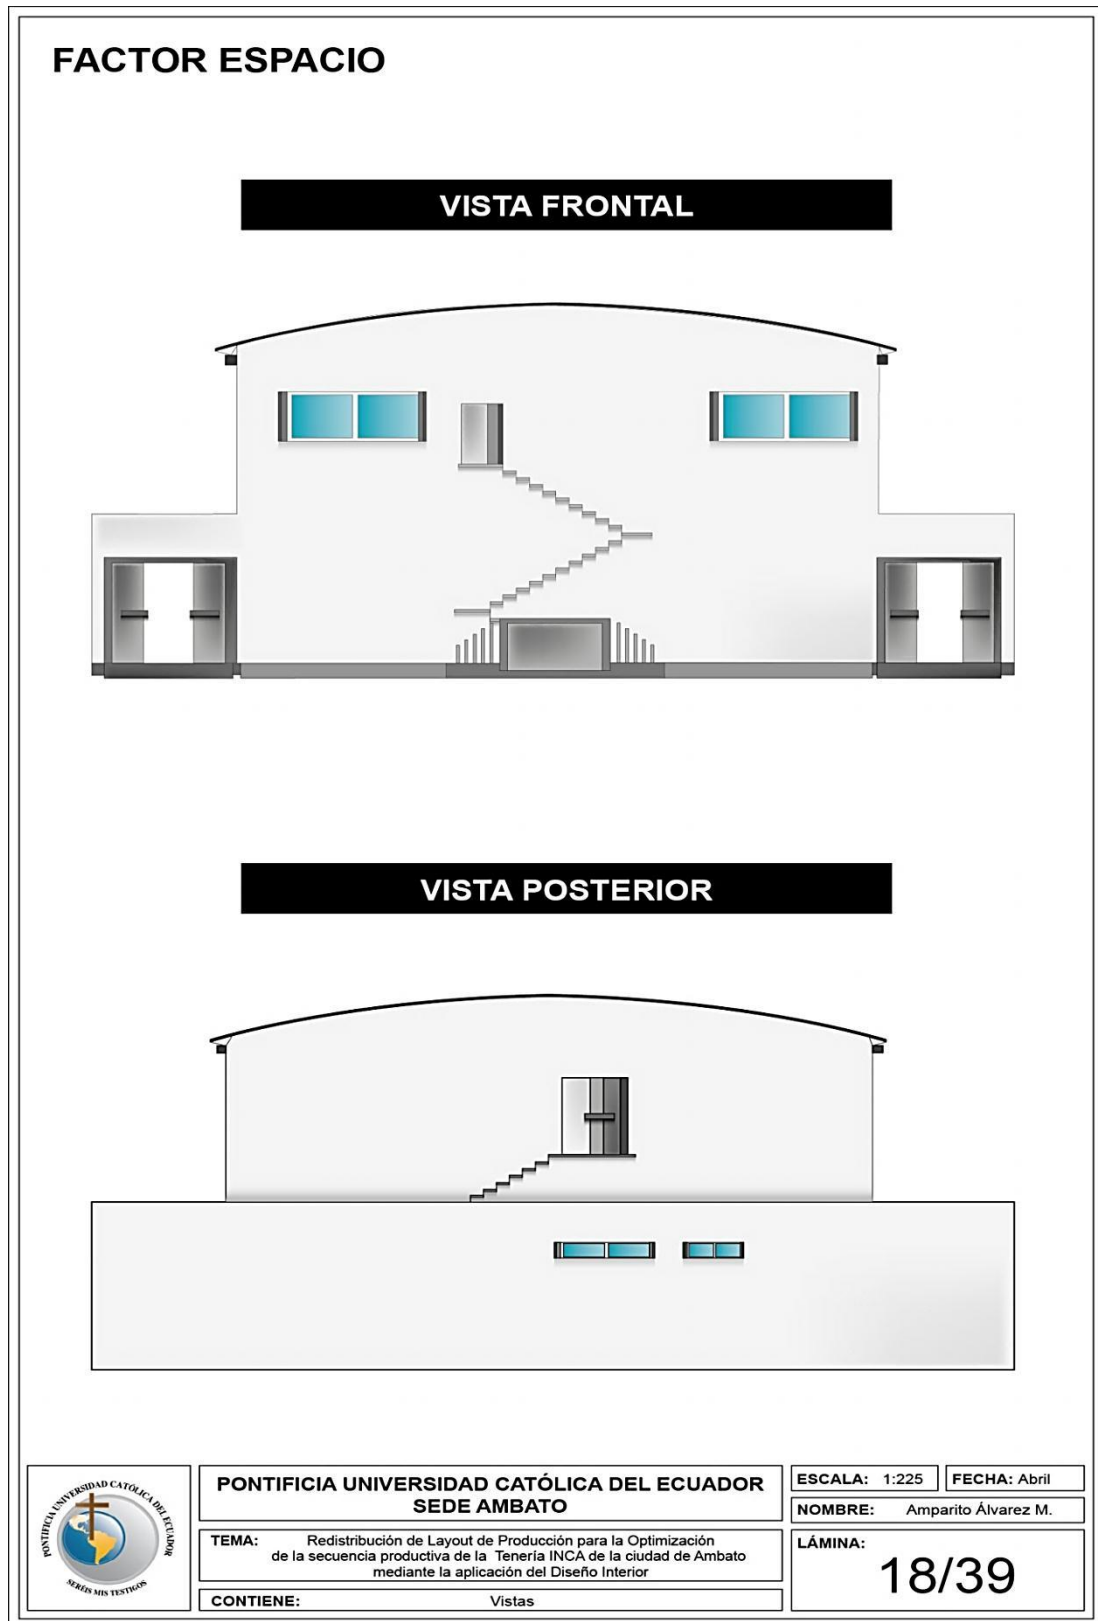 FACTOR ESPACIO
VISTA FRONTAL
VISTA POSTERIOR
PONTIFICIA UNIVERSIDAD CATÓLICA DEL ECUADOR
SERÉIS MIS TESTIGOS
PONTIFICIA UNIVERSIDAD CATÓLICA DEL ECUADOR
SEDE AMBATO
TEMA: Redistribución de Layout de Producción para la Optimización
de la secuencia productiva de la Tenería INCA de la ciudad de Ambato
mediante la aplicación del Diseño Interior
CONTIENE: Vistas
ESCALA: 1:225 FECHA: Abril
NOMBRE: Amparito Álvarez M.
LÁMINA:
18/39